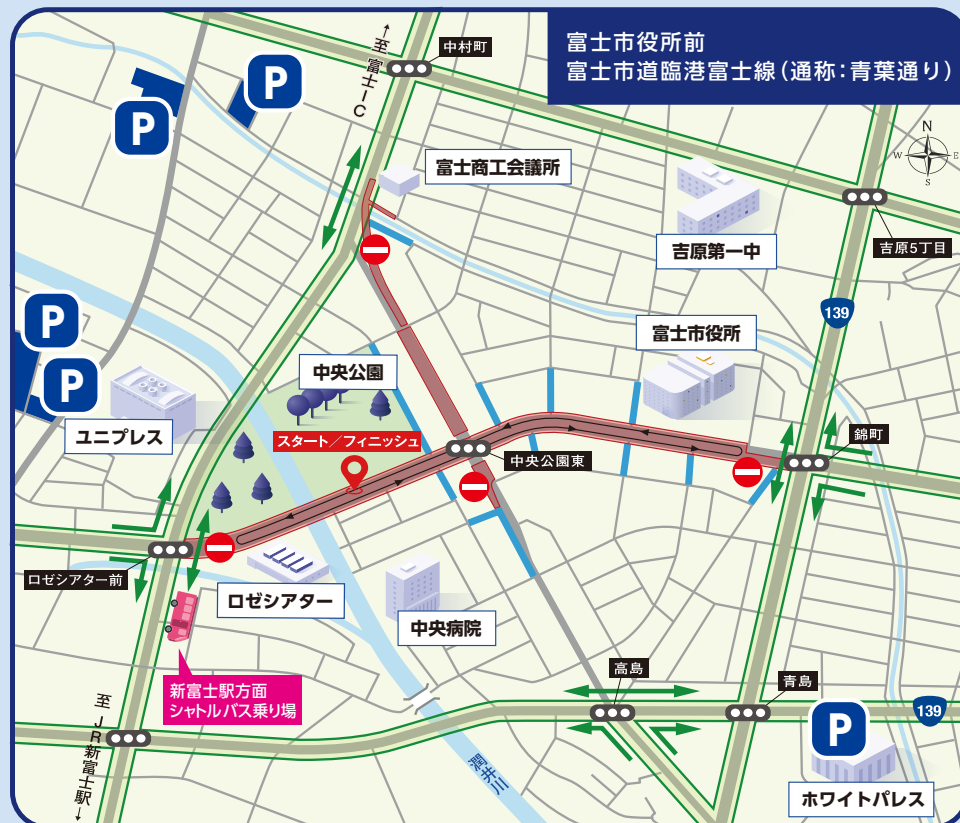 富士市役所前
富士市道臨港富士線（通称：青葉通り）
←至富士IC
中村町
P
P
N
W
E
S
富士商工会議所
吉原第一中
吉原5丁目
139
P
P
富士市役所
中央公園
ユニプレス
スタート／フィニッシュ
中央公園東
錦町
ロゼシアター前
ロゼシアター
中央病院
新富士駅方面
シャトルバス乗り場
至JR新富士駅→
高島
青島
139
P
潤井川
ホワイトパレス